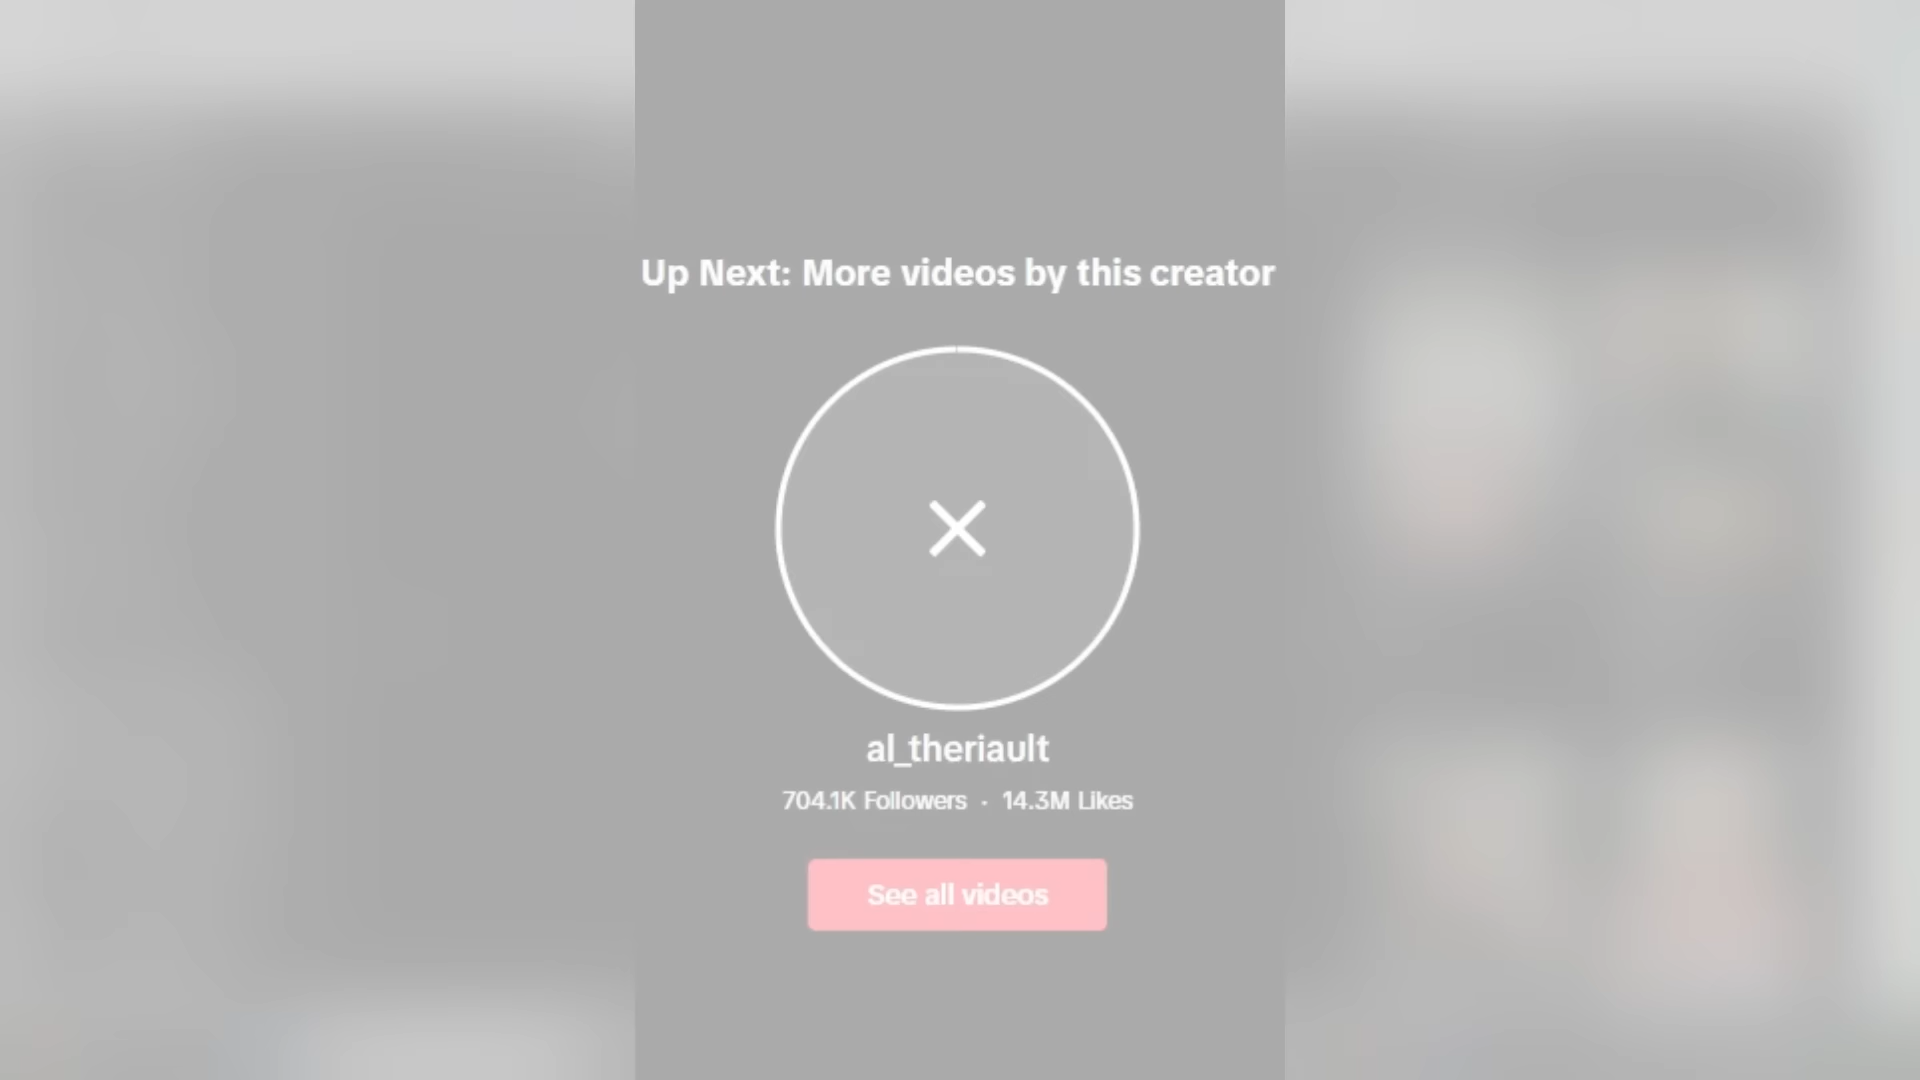 Up Next: More videos by this creator
al_theriault
704.1K Followers · 14.3M Likes
See all videos